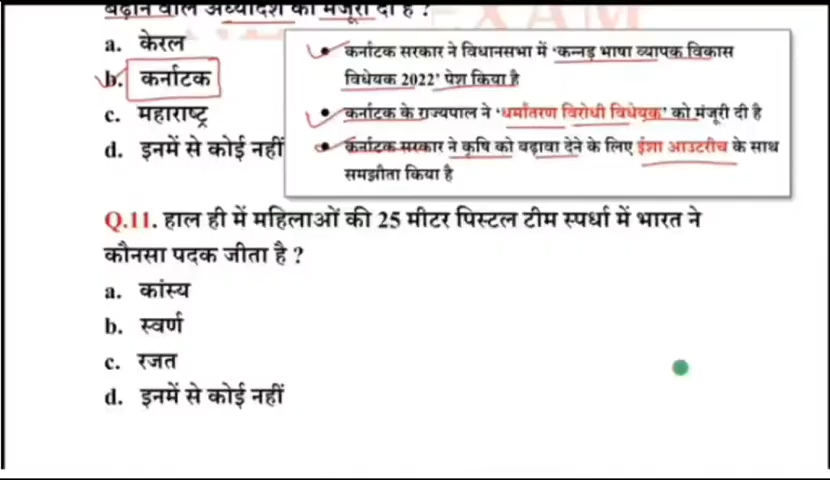 बढ़ाने वाले अध्यादेश को मंजूरी दी है ?
a. केरल
b. कर्नाटक
c. महाराष्ट्र
d. इनमें से कोई नहीं
कर्नाटक सरकार ने विधानसभा में ‘कन्नड़ भाषा व्यापक विकास
विधेयक 2022’ पेश किया है
कर्नाटक के राज्यपाल ने ‘धर्मांतरण विरोधी विधेयक’ को मंजूरी दी है
कर्नाटक सरकार ने कृषि को बढ़ावा देने के लिए ईशा आउटरीच के साथ
समझौता किया है
Q.11. हाल ही में महिलाओं की 25 मीटर पिस्टल टीम स्पर्धा में भारत ने
कौनसा पदक जीता है ?
a. कांस्य
b. स्वर्ण
c. रजत
d. इनमें से कोई नहीं